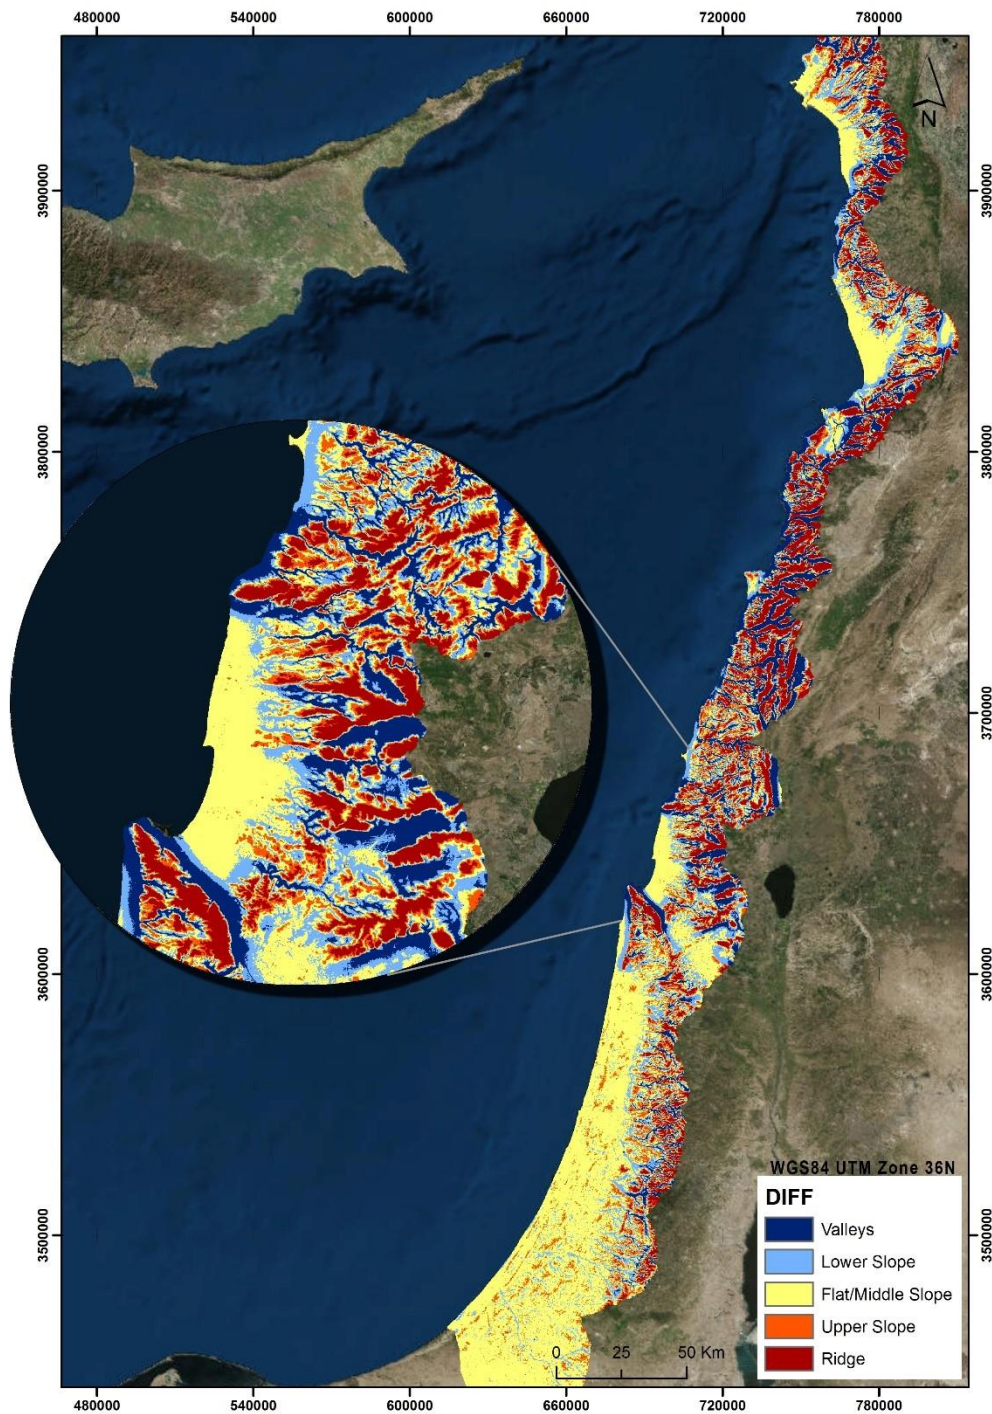 480000 540000 600000 660000 720000 780000
N
3900000 3900000
3800000 3800000
3700000 3700000
3600000 3600000
3500000 3500000
WGS84 UTM Zone 36N
DIFF
Valleys
Lower Slope
Flat/Middle Slope
Upper Slope
Ridge
0 25 50 Km
480000 540000 600000 660000 720000 780000